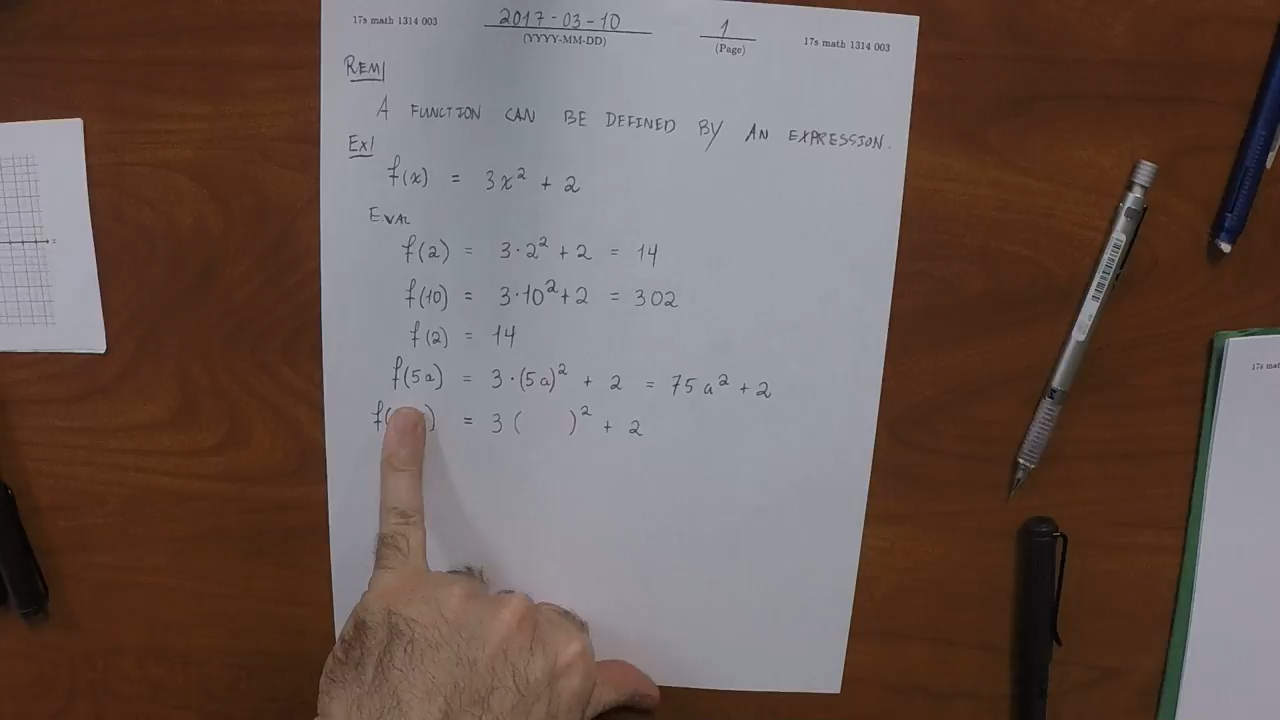 17s math 1314 003 2017-03-10 1 17s math 1314 003
(YYYY-MM-DD) (Page)
REM/
A FUNCTION CAN BE DEFINED BY AN EXPRESSION.
EX/
f(x) = 3x² + 2
EVAL
f(2) = 3·2² + 2 = 14
f(10) = 3·10² + 2 = 302
f(2) = 14
f(5a) = 3·(5a)² + 2 = 75a² + 2
f( ) = 3( )² + 2
17s mat